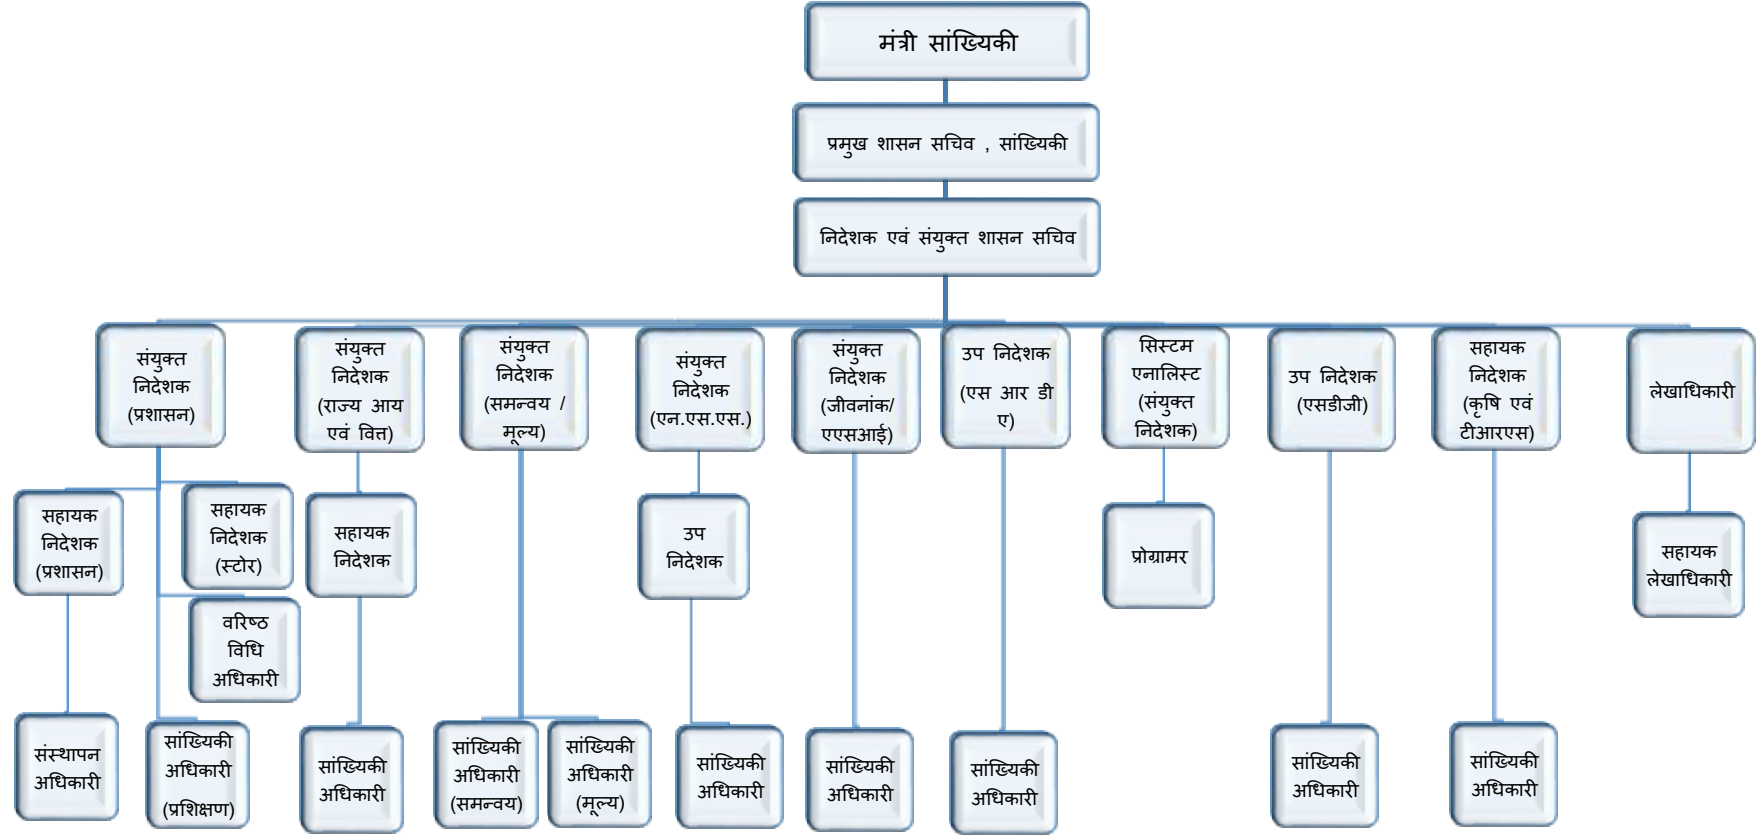 मंत्री सांख्यिकी
प्रमुख शासन सचिव , सांख्यिकी
निदेशक एवं संयुक्त शासन सचिव
संयुक्त
निदेशक
(प्रशासन)
संयुक्त
निदेशक
(राज्य आय
एवं वित्त)
संयुक्त
निदेशक
(समन्वय /
मूल्य)
संयुक्त
निदेशक
(एन.एस.एस.)
संयुक्त
निदेशक
(जीवनांक/
एएसआई)
उप निदेशक
(एस आर डी
ए)
सिस्टम
एनालिस्ट
(संयुक्त
निदेशक)
उप निदेशक
(एसडीजी)
सहायक
निदेशक
(कृषि एवं
टीआरएस)
लेखाधिकारी
सहायक
निदेशक
(प्रशासन)
सहायक
निदेशक
(स्टोर)
वरिष्ठ
विधि
अधिकारी
सहायक
निदेशक
उप
निदेशक
प्रोग्रामर
सहायक
लेखाधिकारी
संस्थापन
अधिकारी
सांख्यिकी
अधिकारी
(प्रशिक्षण)
सांख्यिकी
अधिकारी
सांख्यिकी
अधिकारी
(समन्वय)
सांख्यिकी
अधिकारी
(मूल्य)
सांख्यिकी
अधिकारी
सांख्यिकी
अधिकारी
सांख्यिकी
अधिकारी
सांख्यिकी
अधिकारी
सांख्यिकी
अधिकारी